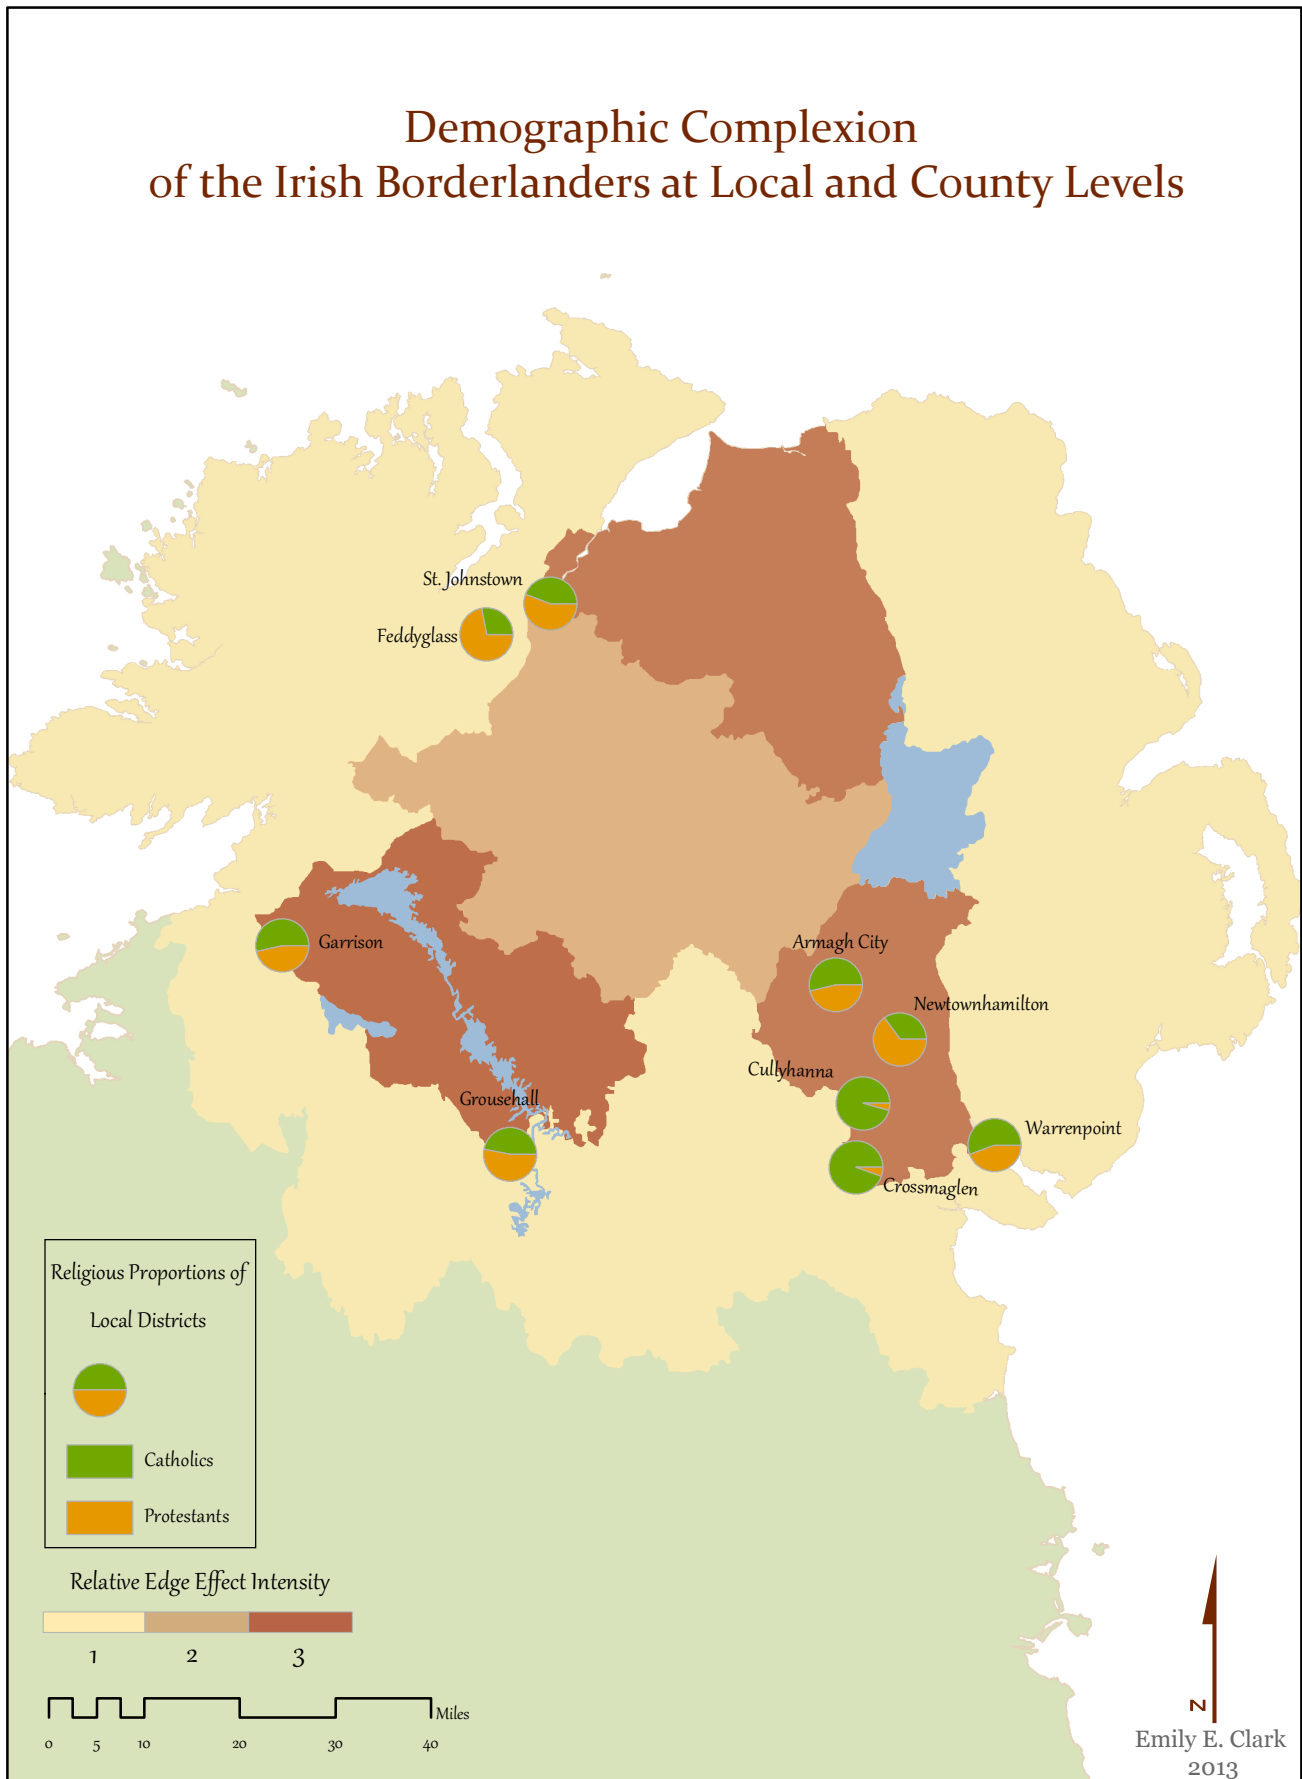 Demographic Complexion
of the Irish Borderlanders at Local and County Levels
St. Johnstown
Feddyglass
Garrison
Armagh City
Newtownhamilton
Cullyhanna
Grousehall
Warrenpoint
Crossmaglen
Religious Proportions of
Local Districts
Catholics
Protestants
Relative Edge Effect Intensity
1 2 3
Miles
0 5 10 20 30 40
N
Emily E. Clark
2013